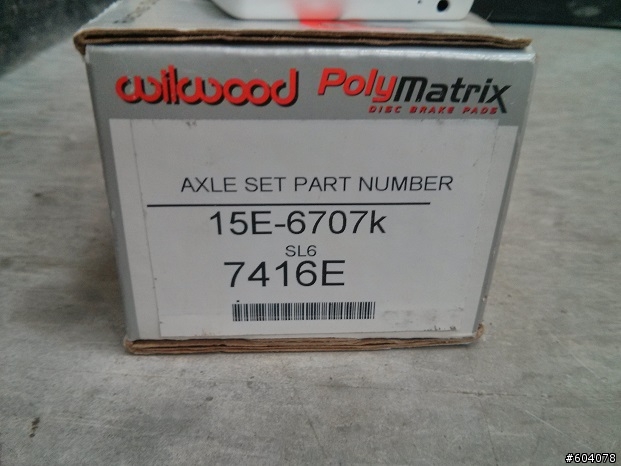 wilwood PolyMatrix
DISC BRAKE PADS
AXLE SET PART NUMBER
15E-6707k
SL6
7416E
#604078